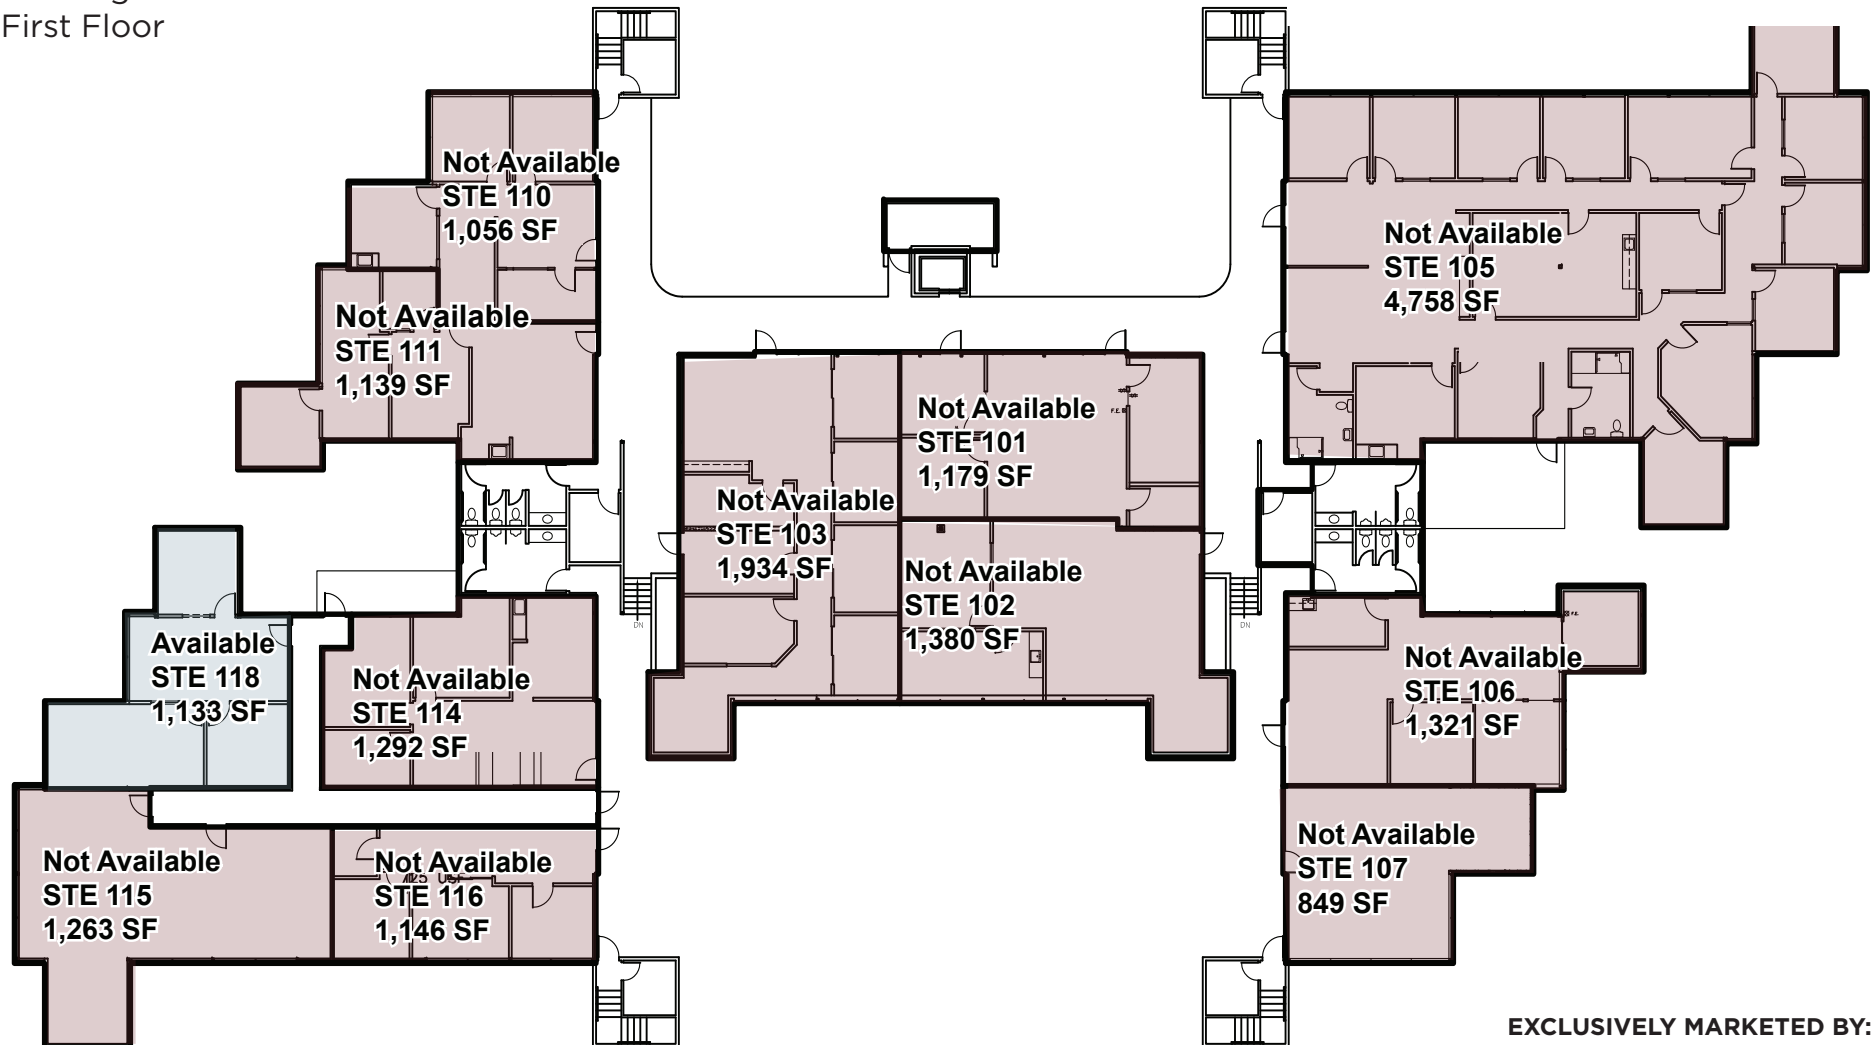 First Floor
Not Available
STE 110
1,056 SF
Not Available
STE 111
1,139 SF
Not Available
STE 105
4,758 SF
Not Available
STE 101
1,179 SF
F.E.
Not Available
STE 103
1,934 SF
Not Available
STE 102
1,380 SF
DN
DN
Available
STE 118
1,133 SF
Not Available
STE 114
1,292 SF
F.E.
Not Available
STE 106
1,321 SF
Not Available
STE 115
1,263 SF
Not Available
STE 116
1,146 SF
Not Available
STE 107
849 SF
EXCLUSIVELY MARKETED BY: